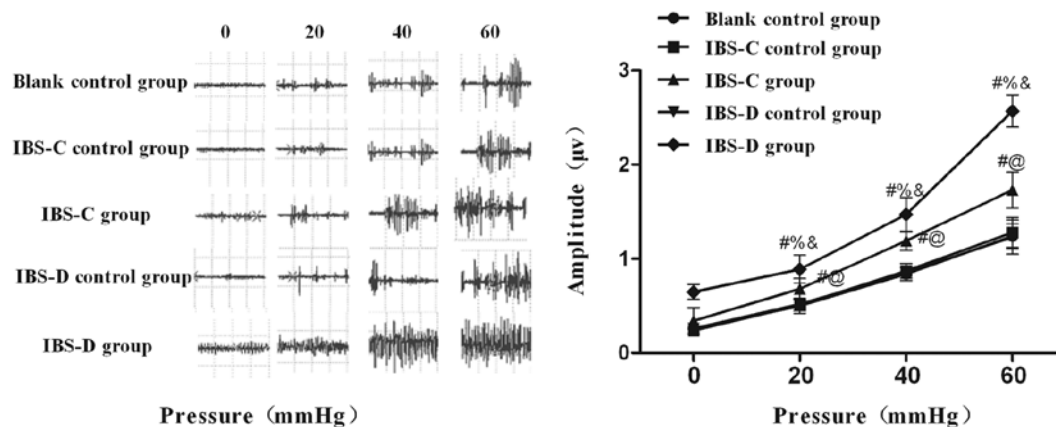 0 20 40 60
Blank control group
IBS-C control group
IBS-C group
IBS-D control group
IBS-D group
Pressure（mmHg）
Blank control group
IBS-C control group
IBS-C group
IBS-D control group
IBS-D group
Amplitude（μv）
3
2
1
0
#%&
#@
#%&
#@
#%&
#@
0 20 40 60
Pressure（mmHg）